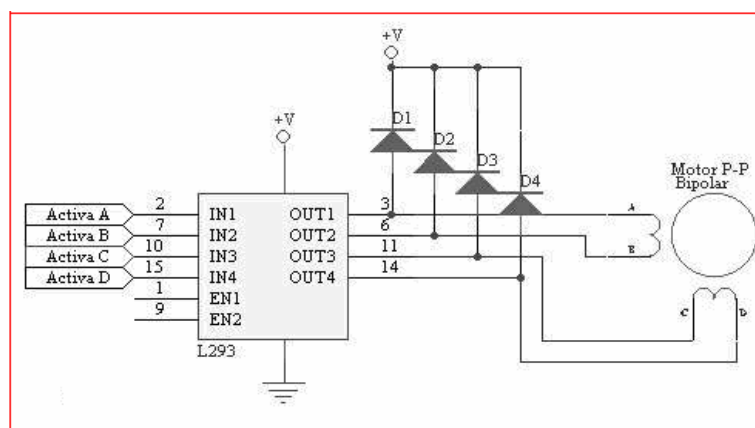 +V
D1
+V
D2
D3
Motor P-P
Bipolar
D4
Activa A 2 IN1 OUT1 3 A
Activa B 7 IN2 OUT2 6 B
Activa C 10 IN3 OUT3 11
Activa D 15 IN4 OUT4 14
1 EN1
9 EN2
C D
L293